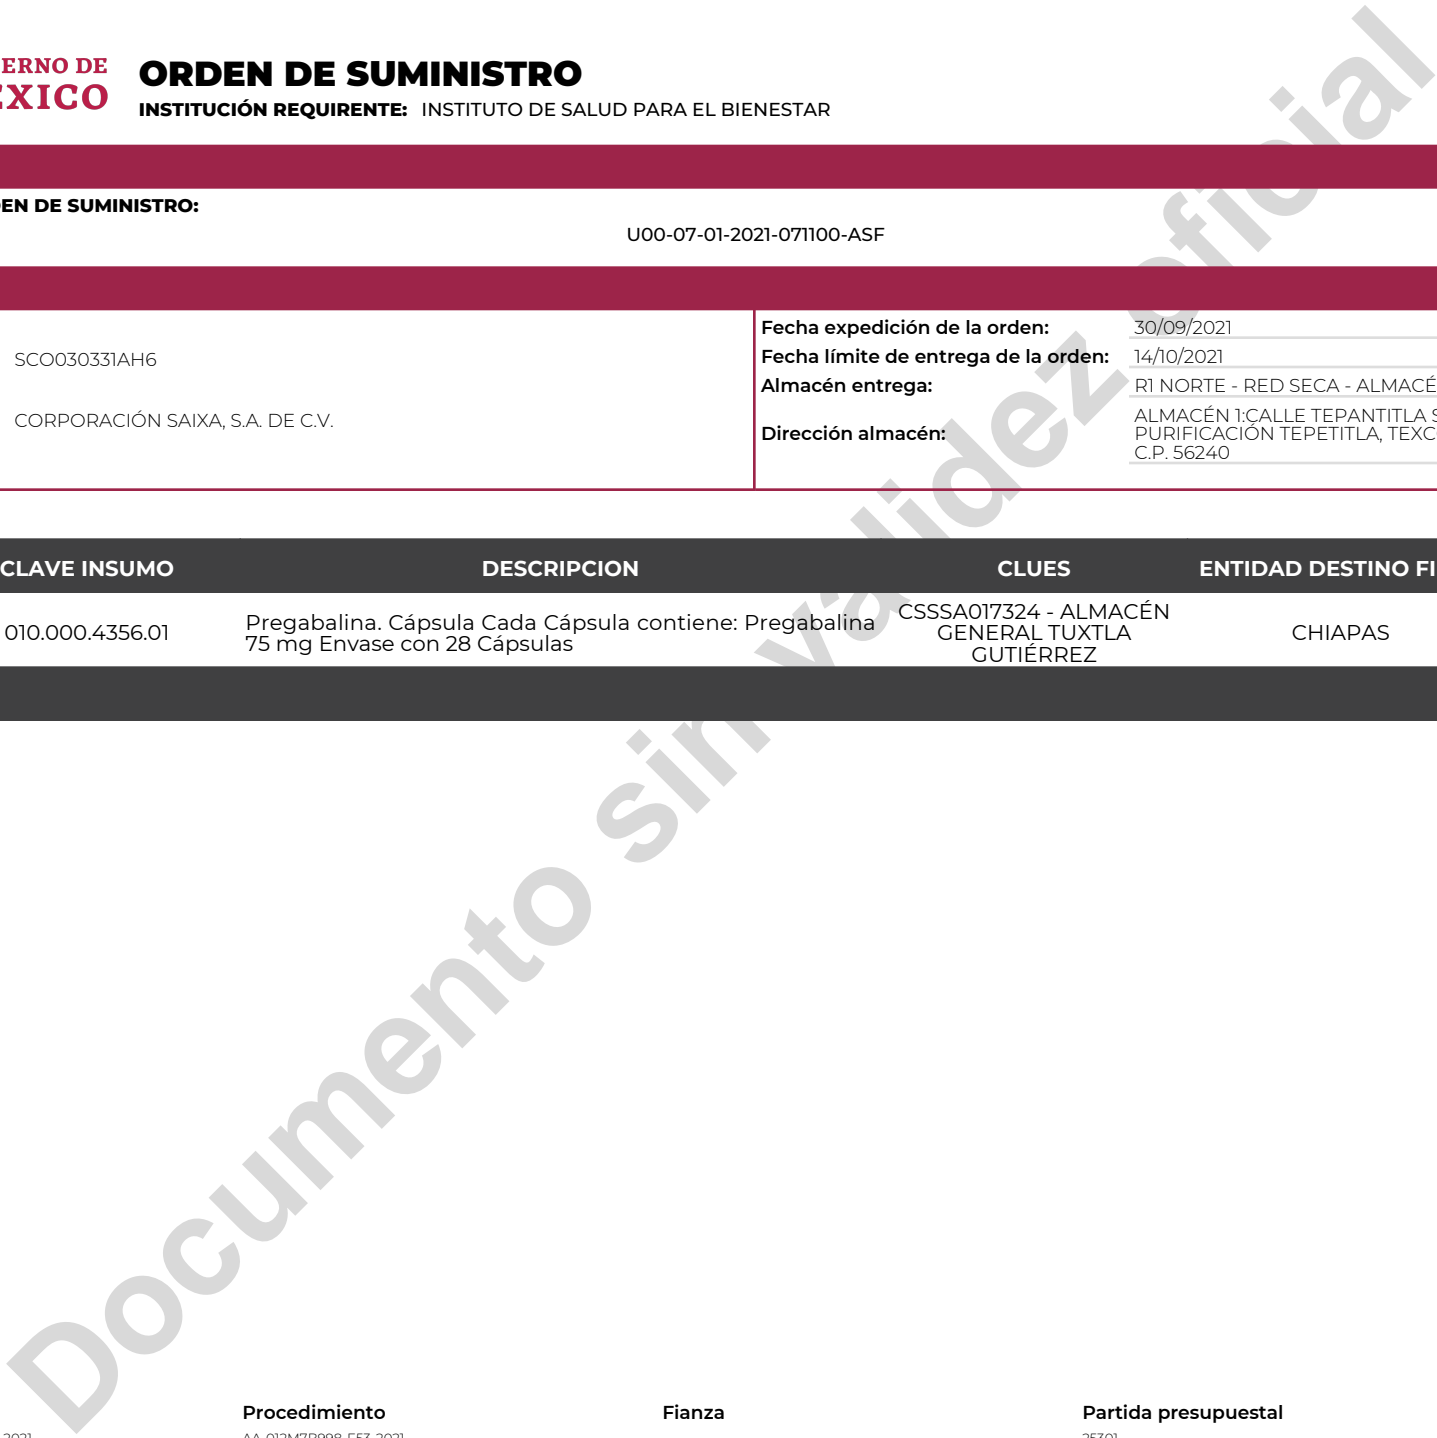 ERNO DE
ÉXICO
ORDEN DE SUMINISTRO
INSTITUCIÓN REQUIRENTE: INSTITUTO DE SALUD PARA EL BIENESTAR
EN DE SUMINISTRO:
U00-07-01-2021-071100-ASF
SCO030331AH6
CORPORACIÓN SAIXA, S.A. DE C.V.
Fecha expedición de la orden: 30/09/2021
Fecha límite de entrega de la orden: 14/10/2021
Almacén entrega: R1 NORTE - RED SECA - ALMACÉ
Dirección almacén: ALMACÉN 1:CALLE TEPANTITLA S
PURIFICACIÓN TEPETITLA, TEXC
C.P. 56240
CLAVE INSUMO DESCRIPCION CLUES ENTIDAD DESTINO FI
010.000.4356.01
Pregabalina. Cápsula Cada Cápsula contiene: Pregabalina
75 mg Envase con 28 Cápsulas
CSSSA017324 - ALMACÉN
GENERAL TUXTLA
GUTIÉRREZ
CHIAPAS
Documento sin validez oficial
Procedimiento Fianza Partida presupuestal